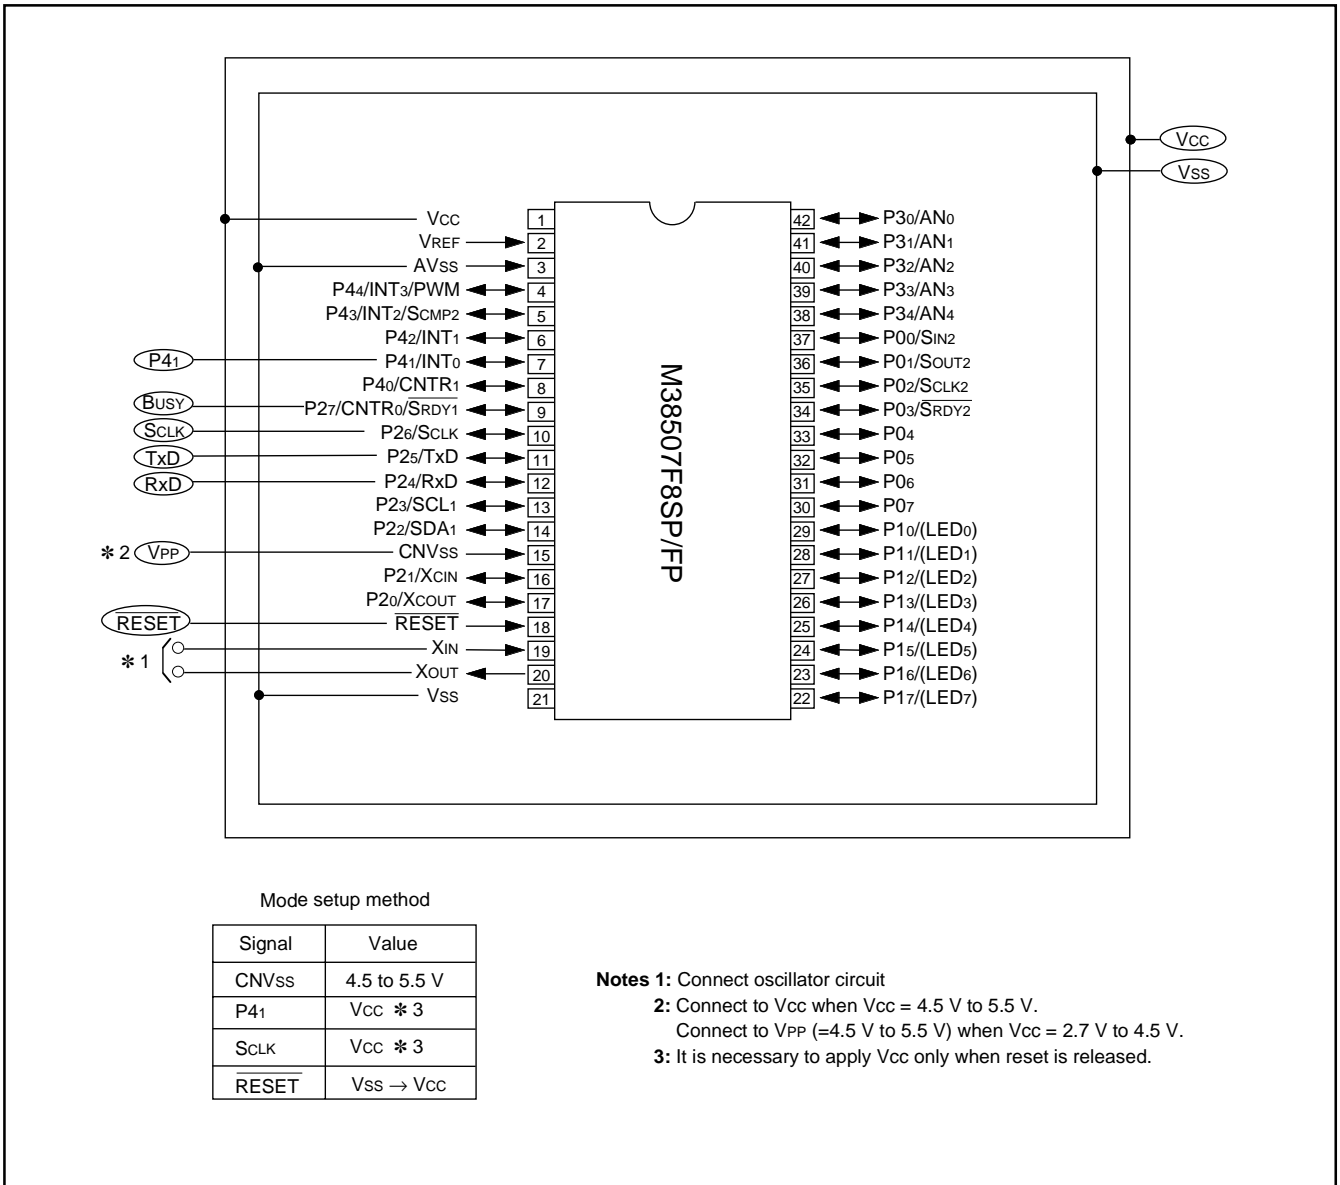 Vcc
Vss
Vcc 1
VREF 2
AVss 3
P44/INT3/PWM 4
P43/INT2/SCMP2 5
P42/INT1 6
P41 P41/INT0 7
P40/CNTR1 8
BUSY P27/CNTR0/SRDY1 9
SCLK P26/SCLK 10
TxD P25/TxD 11
RxD P24/RxD 12
P23/SCL1 13
P22/SDA1 14
✻ 2 VPP CNVss 15
P21/XCIN 16
P20/XCOUT 17
RESET RESET 18
✻ 1
XIN 19
XOUT 20
Vss 21
M38507F8SP/FP
42 P30/AN0
41 P31/AN1
40 P32/AN2
39 P33/AN3
38 P34/AN4
37 P00/SIN2
36 P01/SOUT2
35 P02/SCLK2
34 P03/SRDY2
33 P04
32 P05
31 P06
30 P07
29 P10/(LED0)
28 P11/(LED1)
27 P12/(LED2)
26 P13/(LED3)
25 P14/(LED4)
24 P15/(LED5)
23 P16/(LED6)
22 P17/(LED7)
Mode setup method
Signal Value
CNVss 4.5 to 5.5 V
P41 Vcc ✻ 3
SCLK Vcc ✻ 3
RESET Vss → Vcc
Notes 1: Connect oscillator circuit
2: Connect to Vcc when Vcc = 4.5 V to 5.5 V.
Connect to VPP (=4.5 V to 5.5 V) when Vcc = 2.7 V to 4.5 V.
3: It is necessary to apply Vcc only when reset is released.